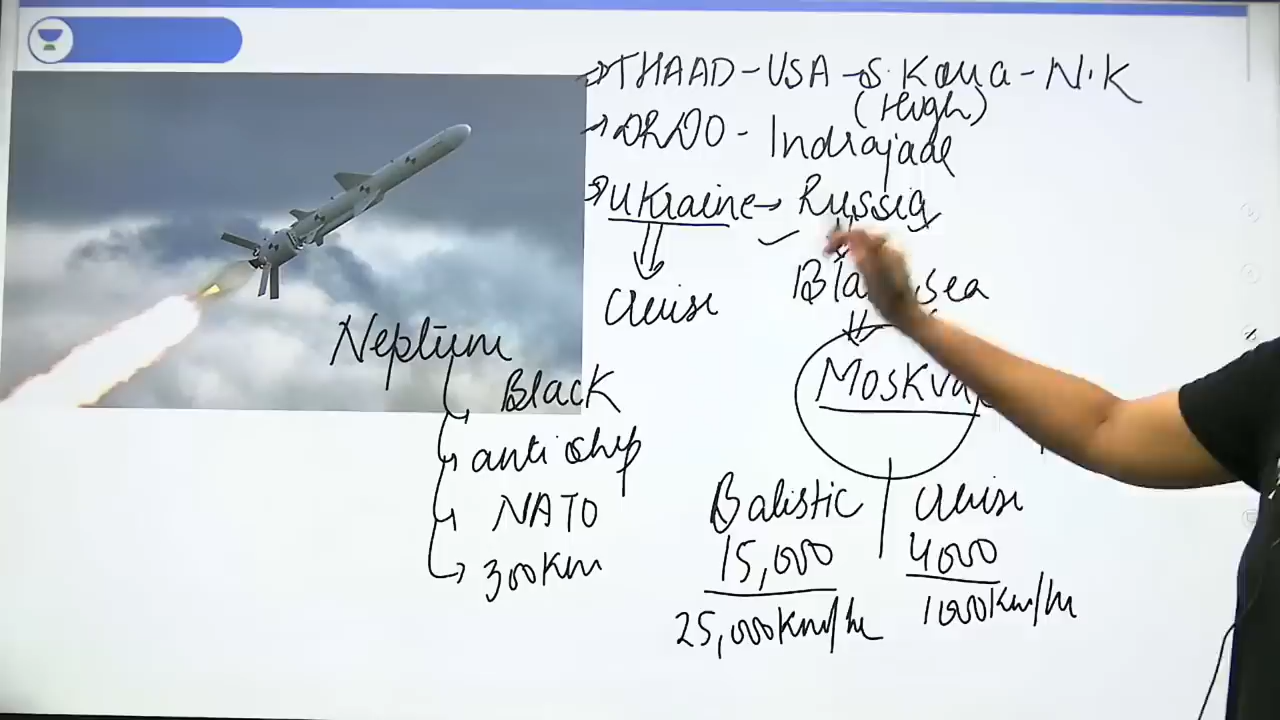 THAAD - USA → S. Korea - N.K
(High)
DRDO - Indrajaal
Ukraine → Russia
Cruise
Sea
Neptune
Black
anti ship
NATO
300Km
Moskva
Balistic
Cruise
15,000
4000
25,000Km/hr
1000Km/hr